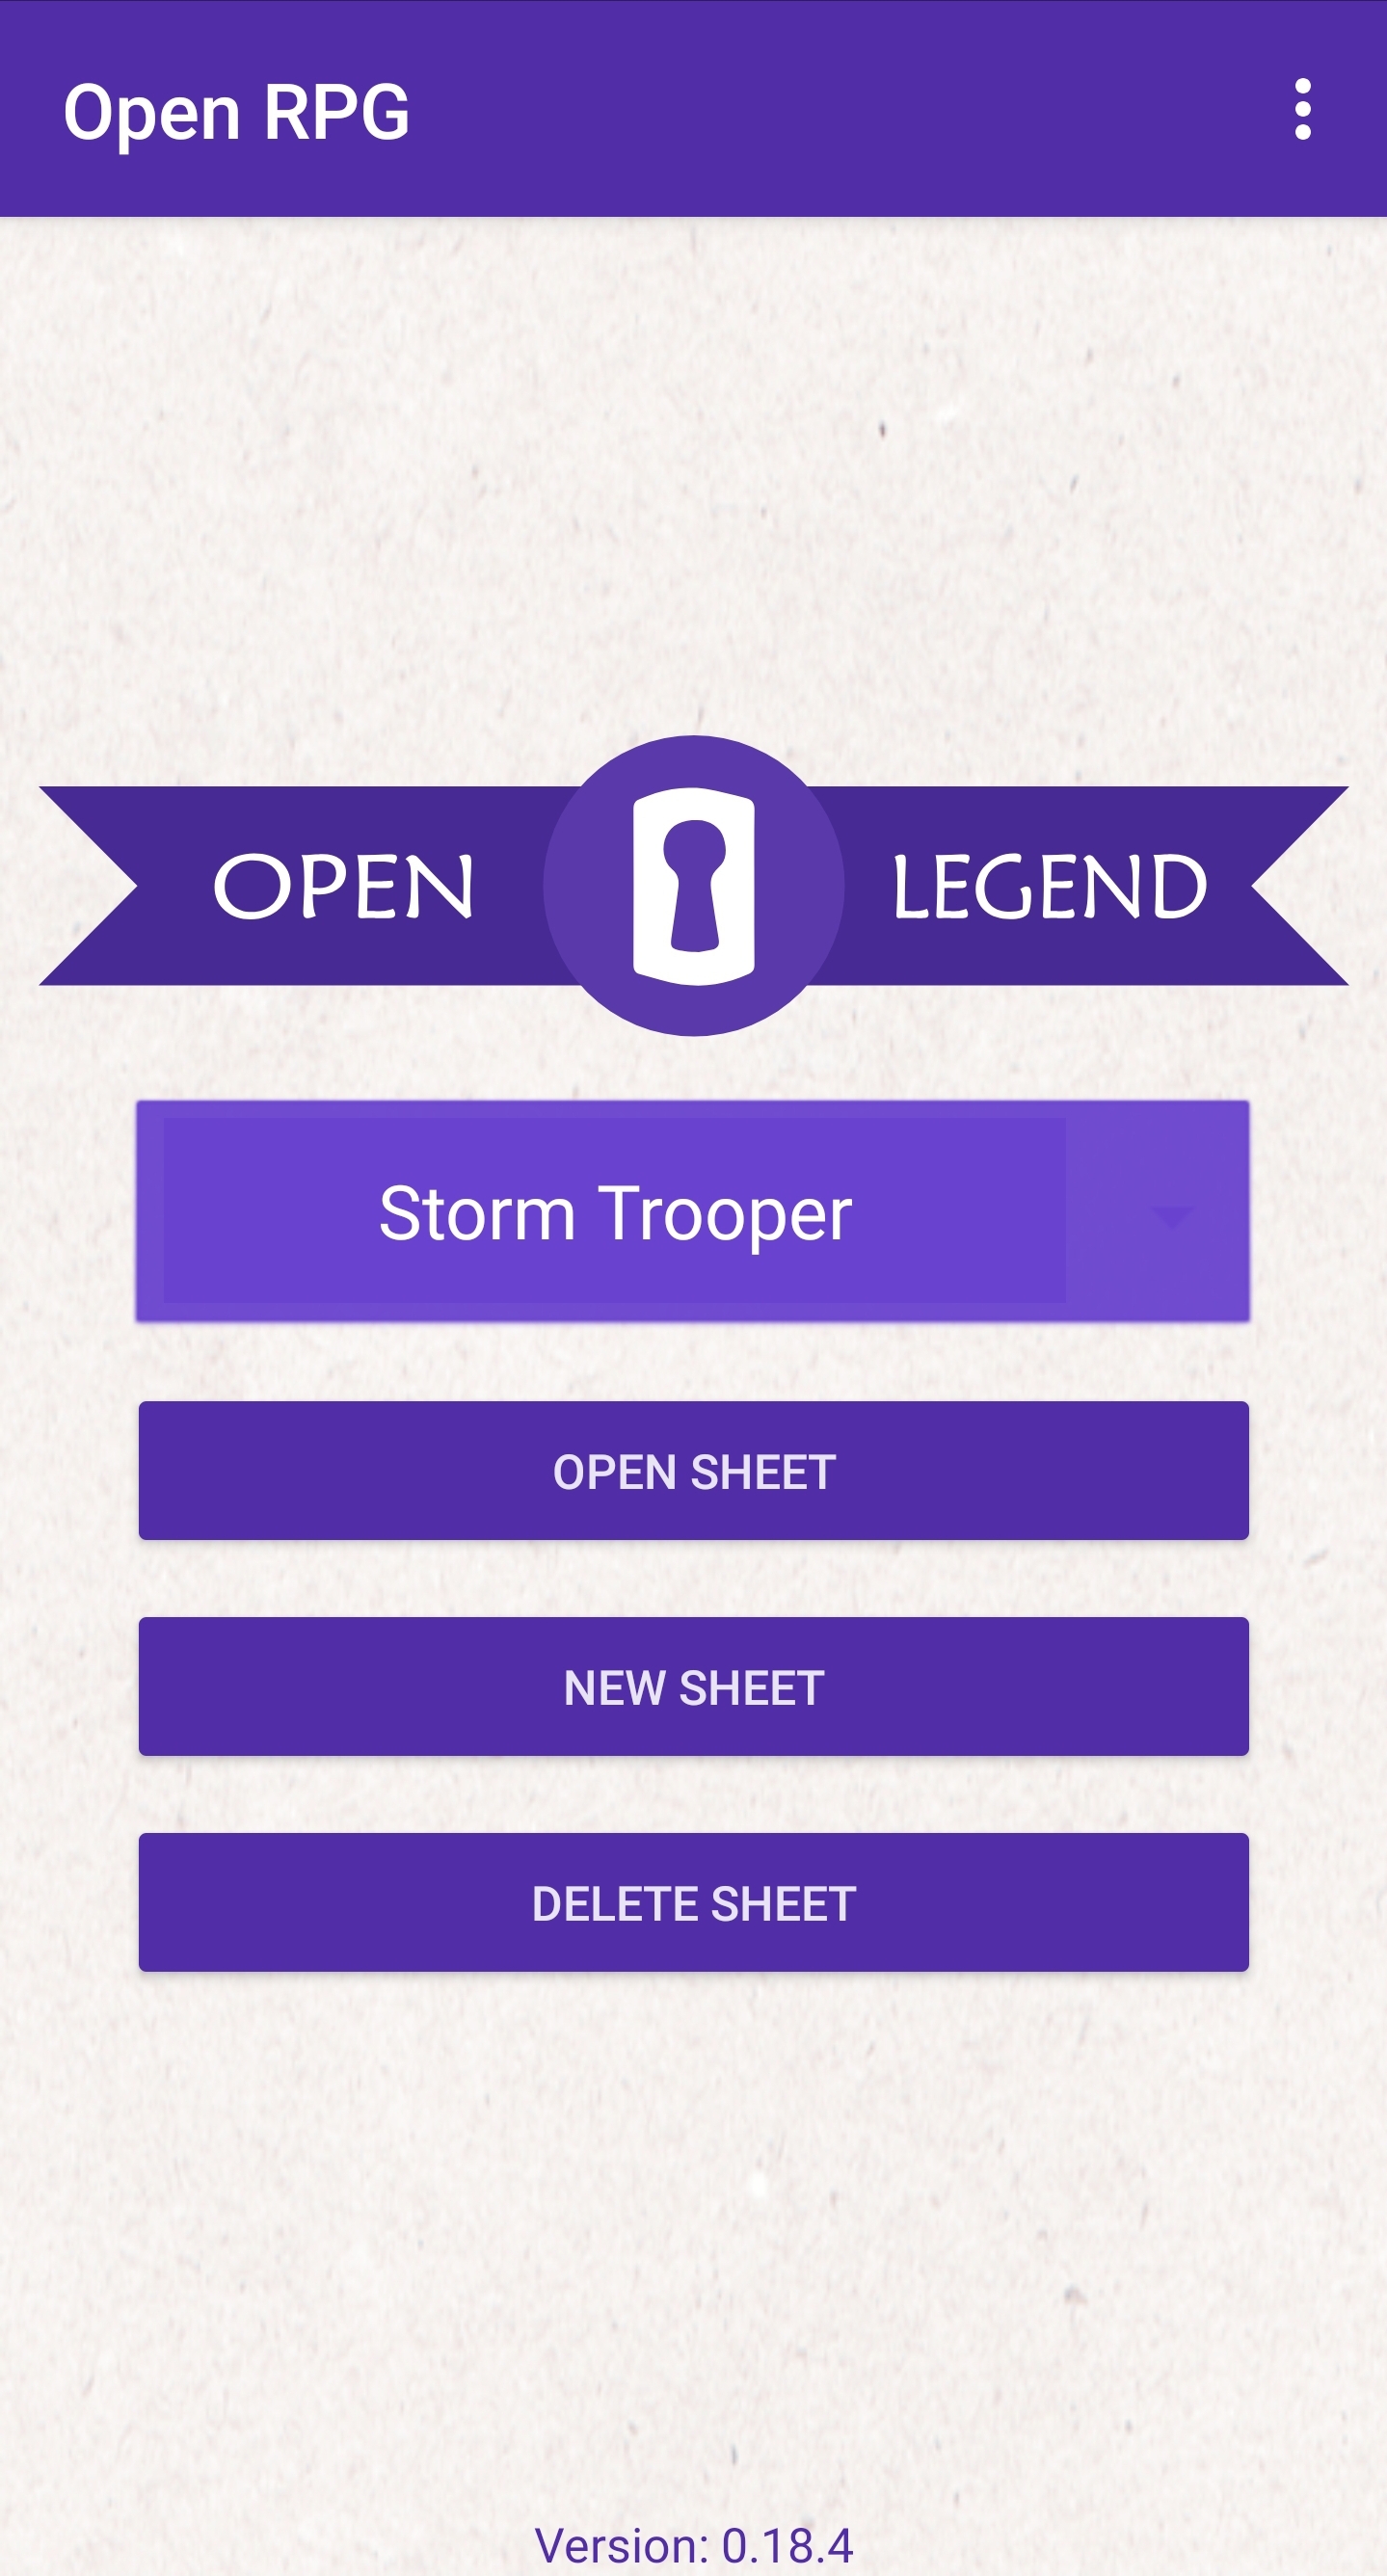 Open RPG
OPEN LEGEND
Storm Trooper
OPEN SHEET
NEW SHEET
DELETE SHEET
Version: 0.18.4